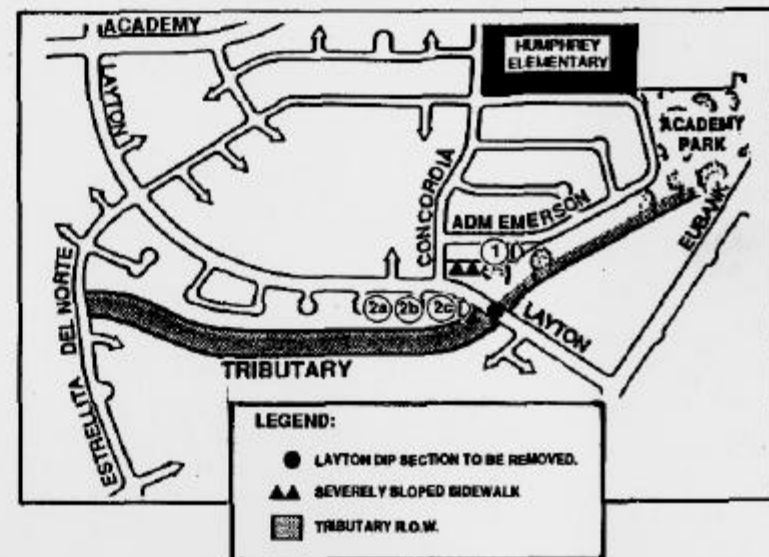 ACADEMY
HUMPHREY
ELEMENTARY
LAYTON
ACADEMY
PARK
CONCORDIA
ADM EMERSON
EUBANK
1
DEL NORTE
2a 2b 2c
LAYTON
TRIBUTARY
ESTRELLITA
LEGEND:
LAYTON DIP SECTION TO BE REMOVED.
SEVERELY SLOPED SIDEWALK
TRIBUTARY R.O.W.